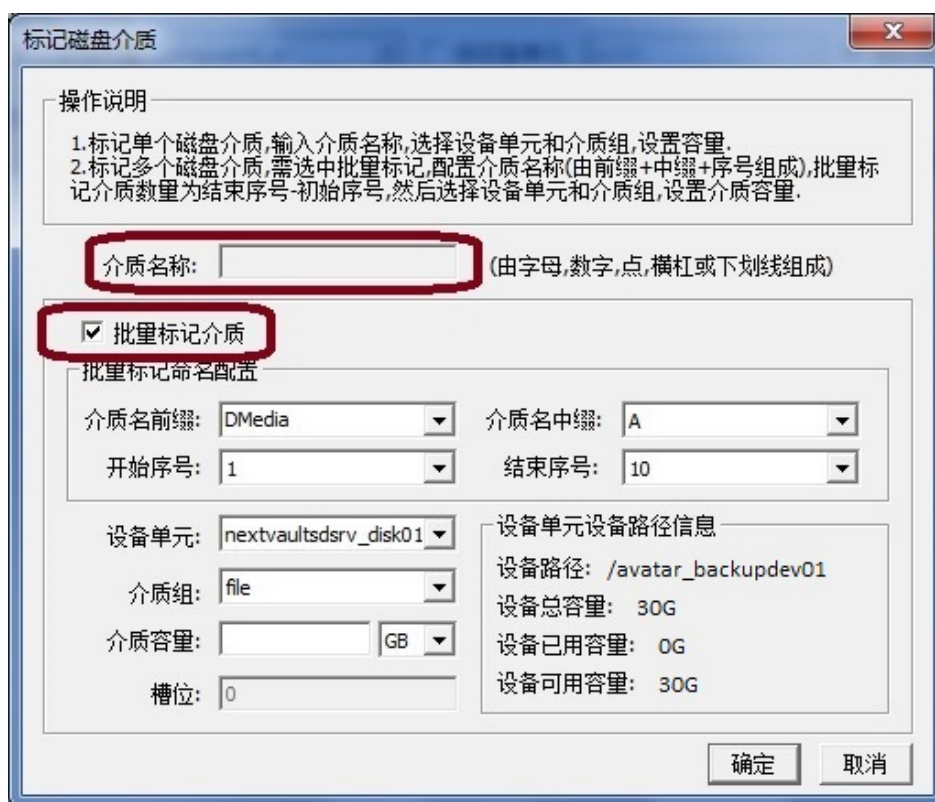 标记磁盘介质
操作说明
1.标记单个磁盘介质,输入介质名称,选择设备单元和介质组,设置容量.
2.标记多个磁盘介质,需选中批量标记,配置介质名称(由前缀+中缀+序号组成),批量标
记介质数量为结束序号-初始序号,然后选择设备单元和介质组,设置介质容量.
介质名称: (由字母,数字,点,横杠或下划线组成)
批量标记介质
批量标记命名配置
介质名前缀: DMedia 介质名中缀: A
开始序号: 1 结束序号: 10
设备单元: nextvaultsdsrv_disk01
介质组: file
介质容量: GB
槽位: 0
设备单元设备路径信息
设备路径: /avatar_backupdev01
设备总容量: 30G
设备已用容量: 0G
设备可用容量: 30G
确定 取消